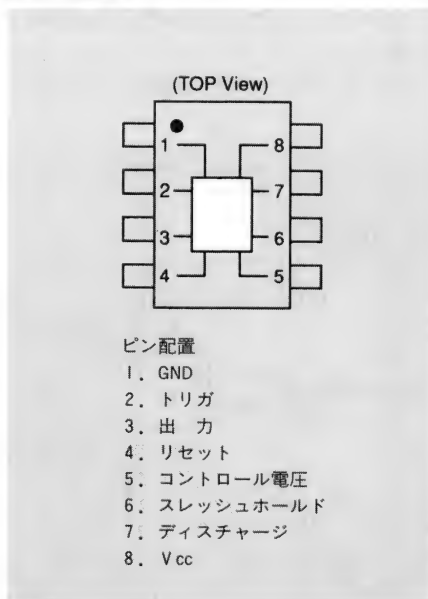 (TOP View)
1 8
2 7
3 6
4 5
ピン配置
1. GND
2. トリガ
3. 出 力
4. リセット
5. コントロール電圧
6. スレッシュホールド
7. ディスチャージ
8. Vcc